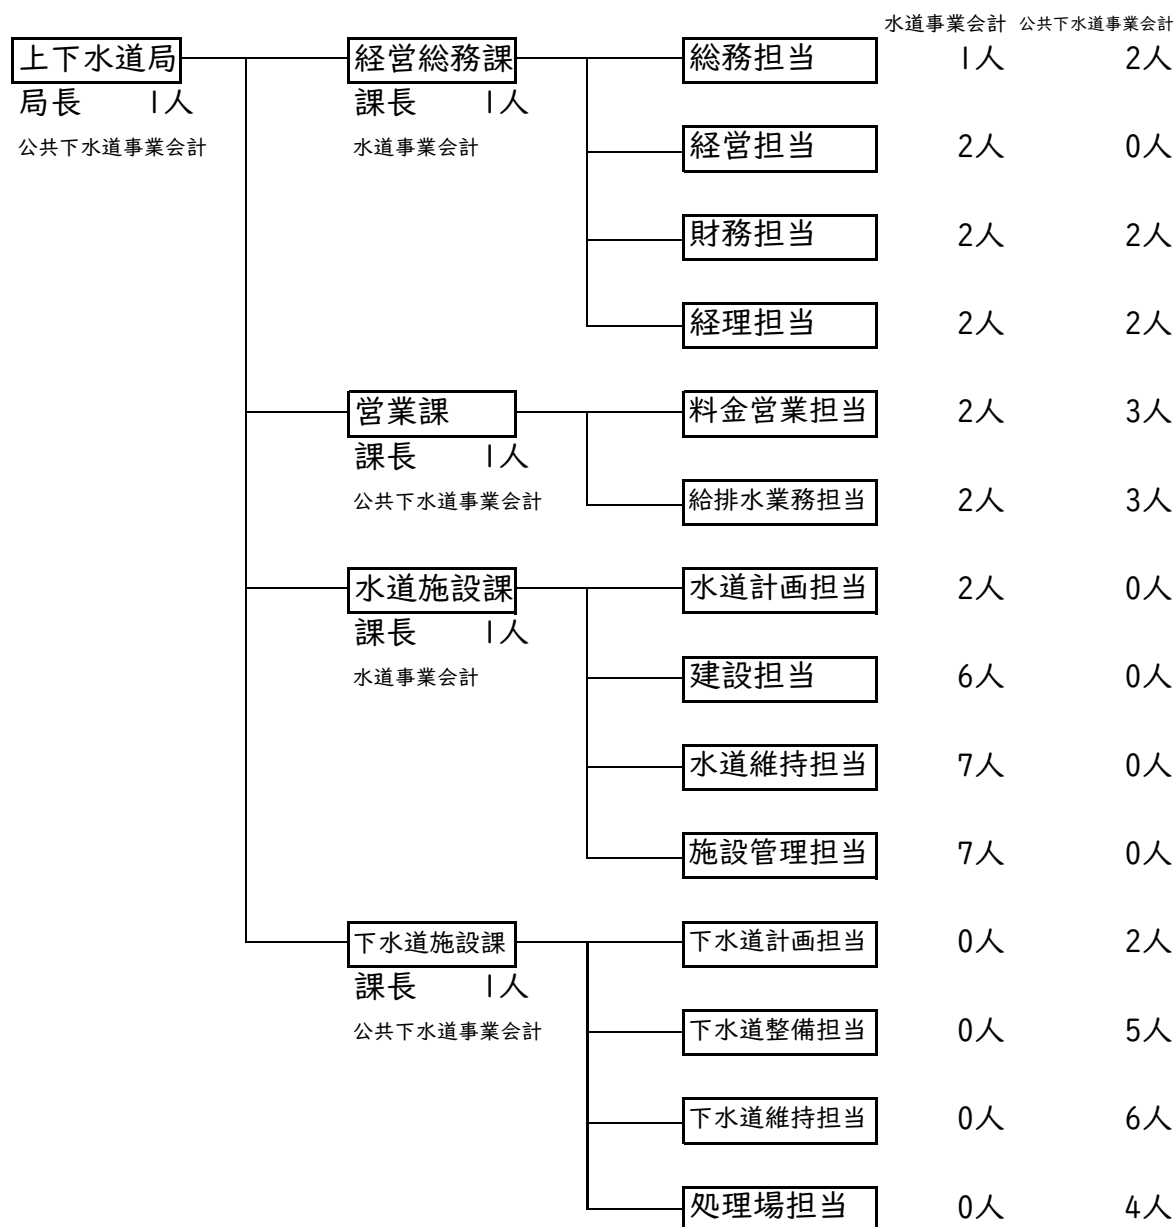 水道事業会計 公共下水道事業会計
上下水道局 経営総務課 総務担当 1人 2人
局長 1人 課長 1人
公共下水道事業会計 水道事業会計 経営担当 2人 0人
財務担当 2人 2人
経理担当 2人 2人
営業課 料金営業担当 2人 3人
課長 1人
公共下水道事業会計 給排水業務担当 2人 3人
水道施設課 水道計画担当 2人 0人
課長 1人
水道事業会計 建設担当 6人 0人
水道維持担当 7人 0人
施設管理担当 7人 0人
下水道施設課 下水道計画担当 0人 2人
課長 1人
公共下水道事業会計 下水道整備担当 0人 5人
下水道維持担当 0人 6人
処理場担当 0人 4人